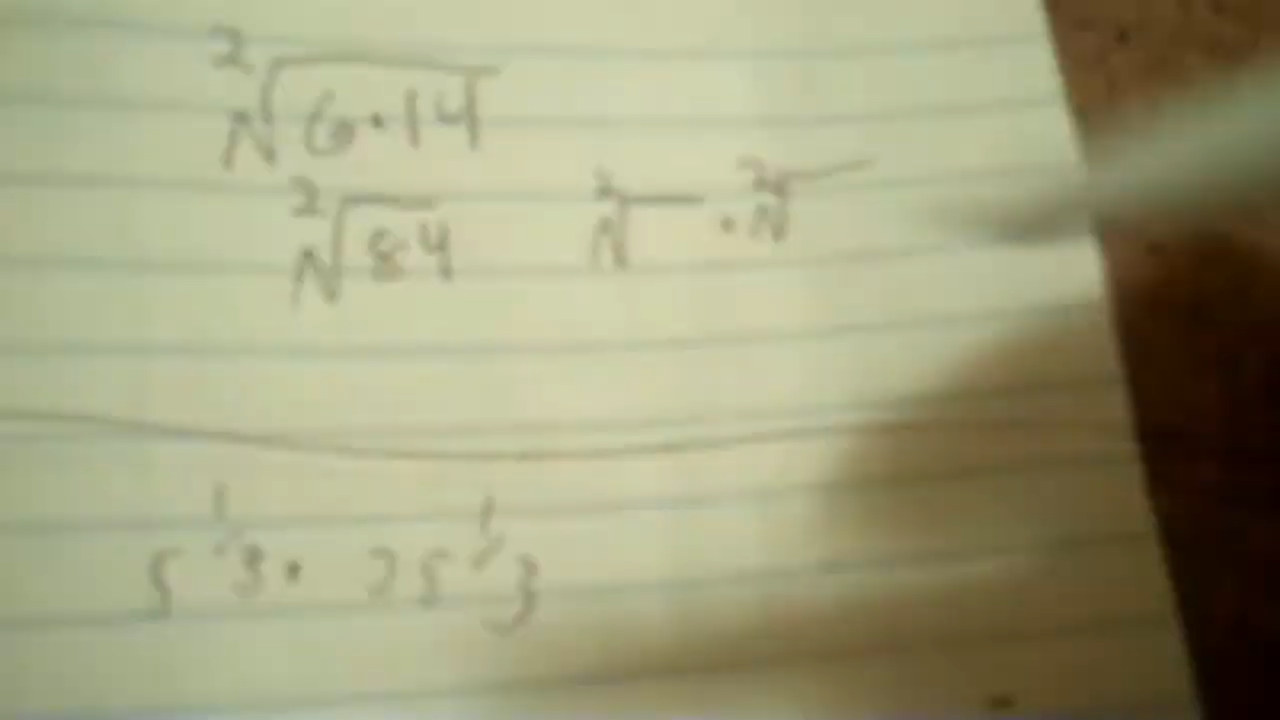 ²√6·14
²√84 ²√ · ²√
5^1/3 · 25^1/3